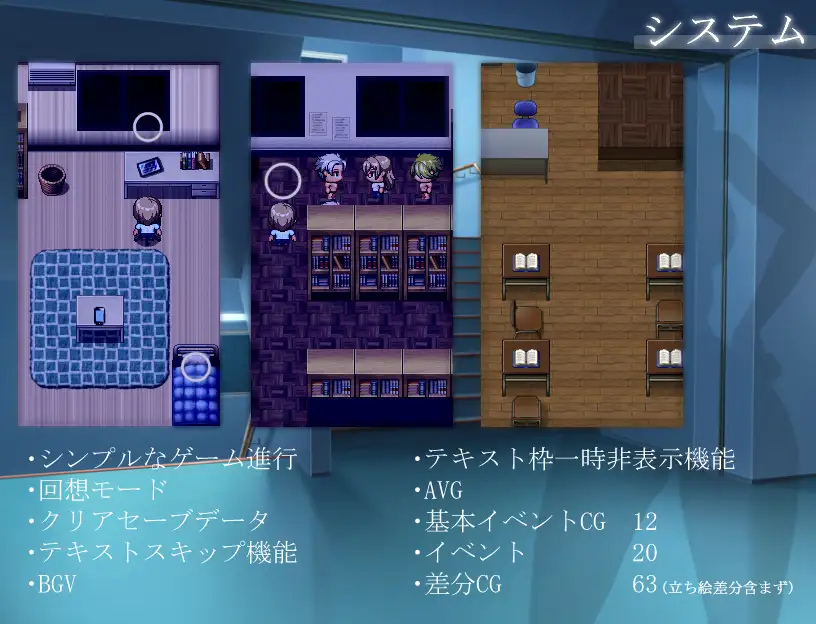 システム
・シンプルなゲーム進行
・回想モード
・クリアセーブデータ
・テキストスキップ機能
・BGV
・テキスト枠一時非表示機能
・AVG
・基本イベントCG 12
・イベント 20
・差分CG 63(立ち絵差分含まず)